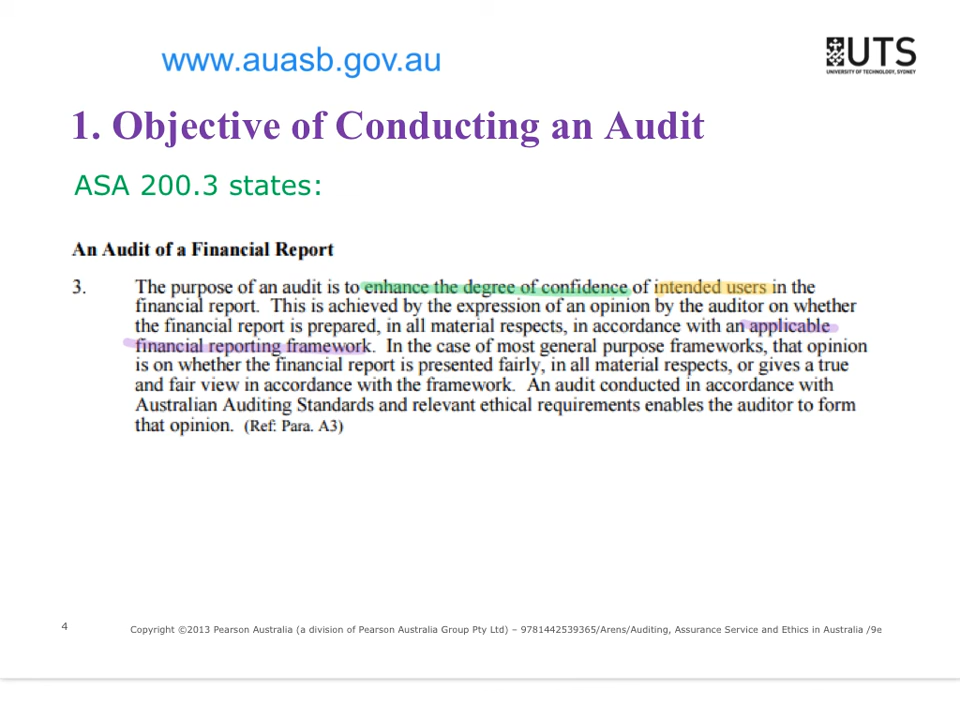 www.auasb.gov.au
UTS
UNIVERSITY OF TECHNOLOGY, SYDNEY
1. Objective of Conducting an Audit
ASA 200.3 states:
An Audit of a Financial Report
3. The purpose of an audit is to enhance the degree of confidence of intended users in the
financial report. This is achieved by the expression of an opinion by the auditor on whether
the financial report is prepared, in all material respects, in accordance with an applicable
financial reporting framework. In the case of most general purpose frameworks, that opinion
is on whether the financial report is presented fairly, in all material respects, or gives a true
and fair view in accordance with the framework. An audit conducted in accordance with
Australian Auditing Standards and relevant ethical requirements enables the auditor to form
that opinion. (Ref: Para. A3)
4
Copyright ©2013 Pearson Australia (a division of Pearson Australia Group Pty Ltd) – 9781442539365/Arens/Auditing, Assurance Service and Ethics in Australia /9e